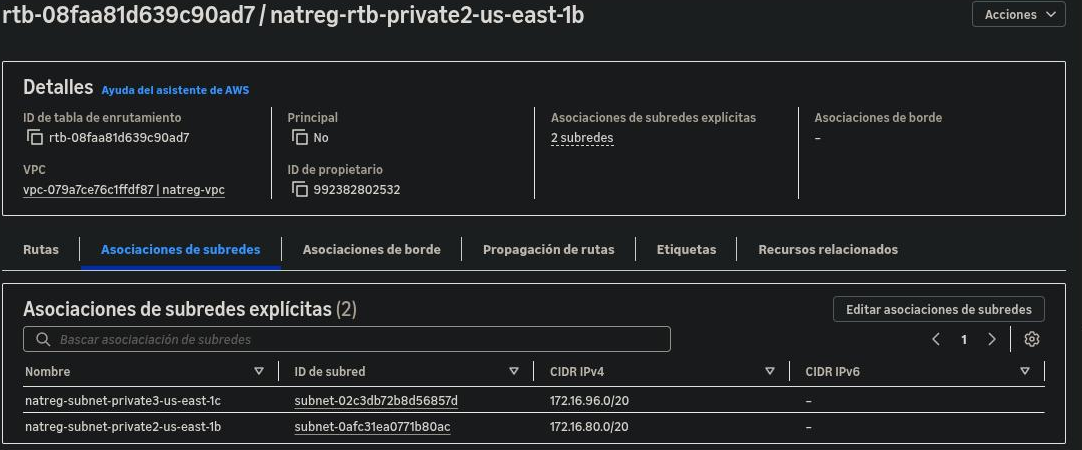 rtb-08faa81d639c90ad7 / natreg-rtb-private2-us-east-1b
Acciones
Detalles Ayuda del asistente de AWS
ID de tabla de enrutamiento
rtb-08faa81d639c90ad7
Principal
No
Asociaciones de subredes explícitas
2 subredes
Asociaciones de borde
–
VPC
vpc-079a7ce76c1ffdf87 | natreg-vpc
ID de propietario
992382802532
Rutas Asociaciones de subredes Asociaciones de borde Propagación de rutas Etiquetas Recursos relacionados
Asociaciones de subredes explícitas (2)
Editar asociaciones de subredes
Bascar asociaciación de subredes
1
Nombre ID de subred CIDR IPv4 CIDR IPv6
natreg-subnet-private3-us-east-1c subnet-02c3db72b8d56857d 172.16.96.0/20 –
natreg-subnet-private2-us-east-1b subnet-0afc31ea0771b80ac 172.16.80.0/20 –